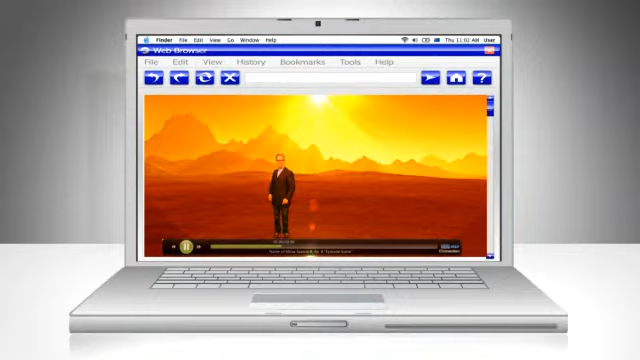 Finder File Edit View Go Window Help Thu 11:02 AM User
Web Browser
File Edit View History Bookmarks Tools Help
?